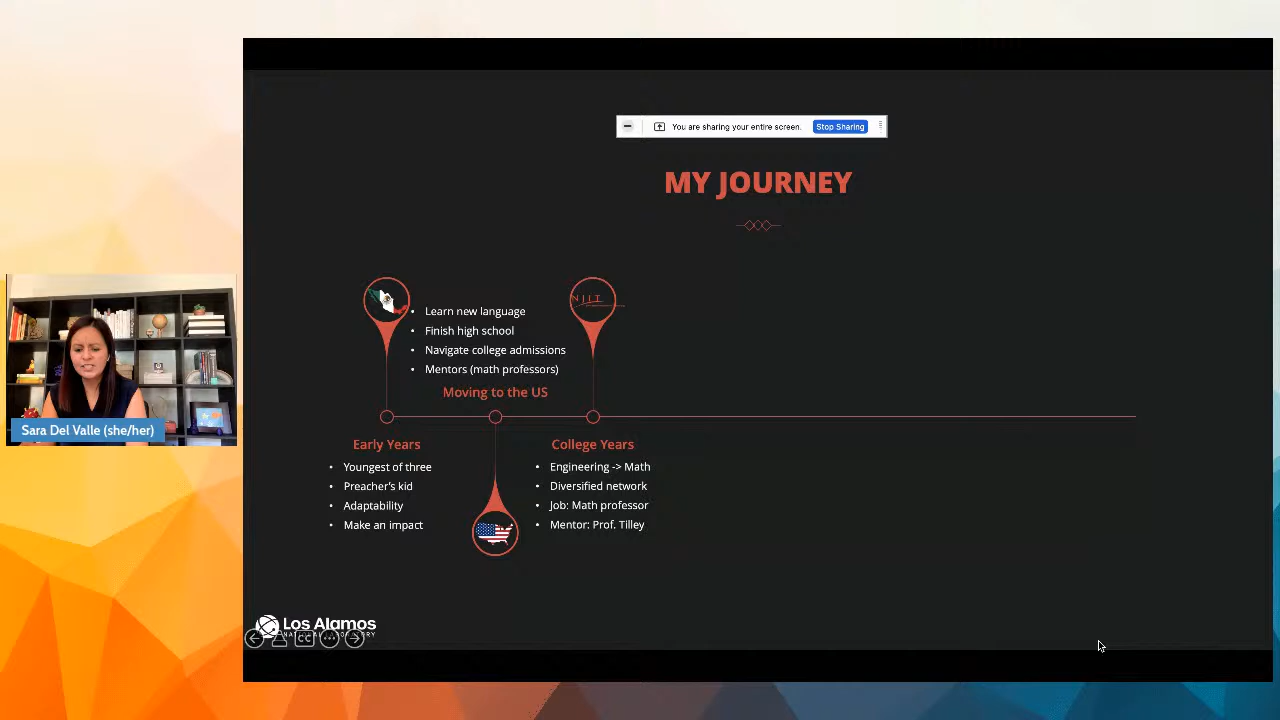 You are sharing your entire screen.
Stop Sharing
MY JOURNEY
NJIT
• Learn new language
• Finish high school
• Navigate college admissions
• Mentors (math professors)
Moving to the US
Early Years
• Youngest of three
• Preacher's kid
• Adaptability
• Make an impact
College Years
• Engineering -> Math
• Diversified network
• Job: Math professor
• Mentor: Prof. Tilley
Sara Del Valle (she/her)
Los Alamos
CC